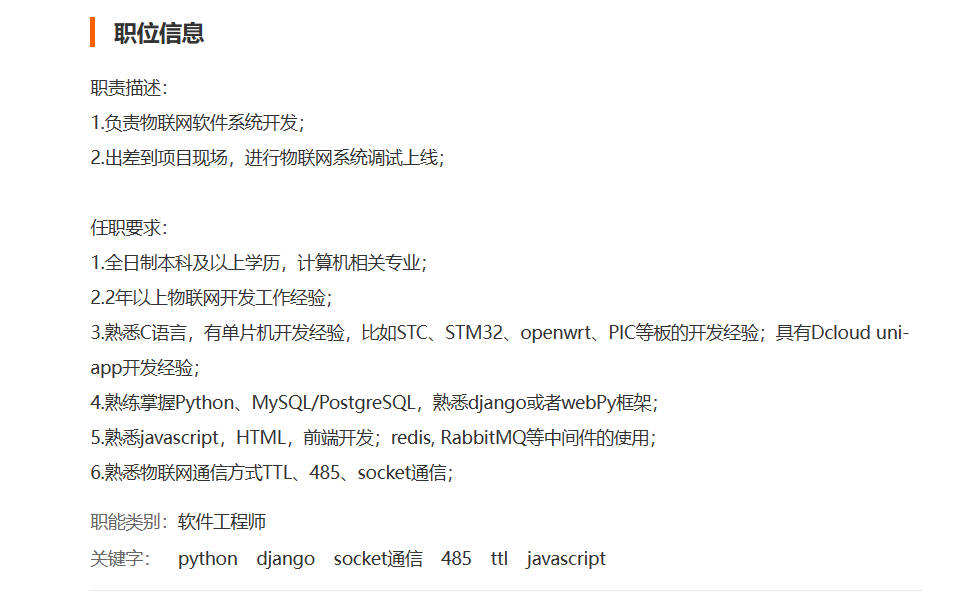 职位信息
职责描述：
1.负责物联网软件系统开发；
2.出差到项目现场，进行物联网系统调试上线；
任职要求：
1.全日制本科及以上学历，计算机相关专业；
2.2年以上物联网开发工作经验；
3.熟悉C语言，有单片机开发经验，比如STC、STM32、openwrt、PIC等板的开发经验；具有Dcloud uni-
app开发经验；
4.熟练掌握Python、MySQL/PostgreSQL，熟悉django或者webPy框架；
5.熟悉javascript，HTML，前端开发；redis, RabbitMQ等中间件的使用；
6.熟悉物联网通信方式TTL、485、socket通信；
职能类别：软件工程师
关键字： python django socket通信 485 ttl javascript